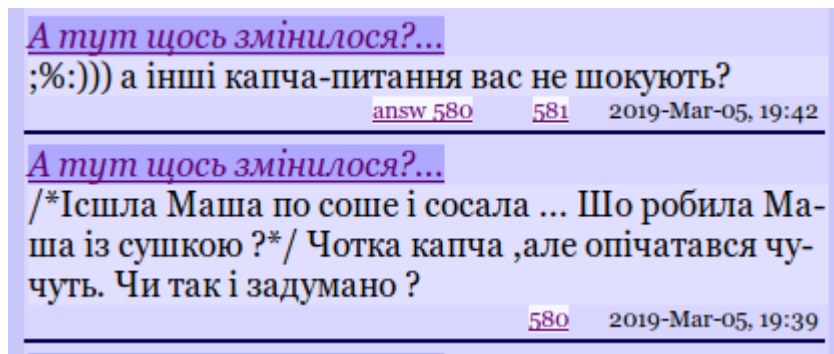 А тут щось змінилося?...
;%:))) а інші капча-питання вас не шокують?
answ 580 581 2019-Mar-05, 19:42
А тут щось змінилося?...
/*Ісшла Маша по соше і сосала ... Шо робила Ма-
ша із сушкою ?*/ Чотка капча ,але опічатався чу-
чуть. Чи так і задумано ?
580 2019-Mar-05, 19:39